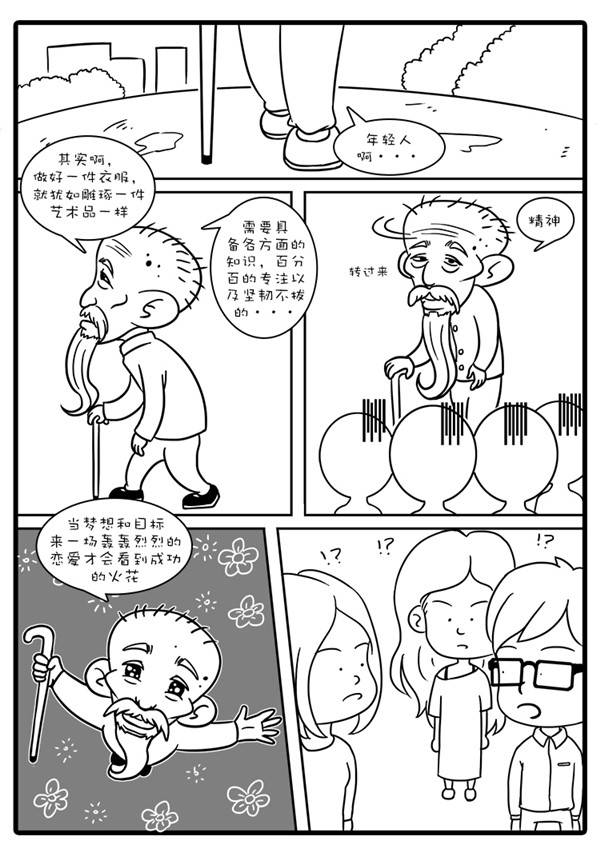 年轻人
啊····
其实啊，
做好一件衣服，
就犹如雕琢一件
艺术品一样
需要具
备各方面的
知识，百分
百的专注以
及坚韧不拔
的····
精神
转过来
当梦想和目标
来一场轰轰烈烈的
恋爱才会看到成功
的火花
!?
!?
!?